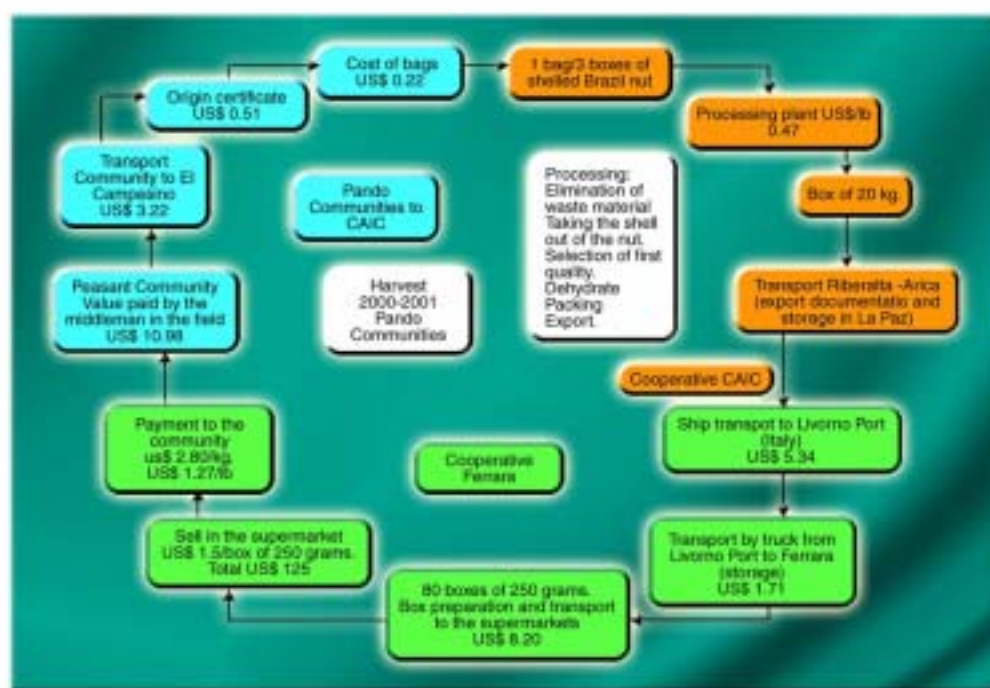 Cost of bags
US$ 0.22
1 bag/3 boxes of
shelled Brazil nut
Origin certificate
US$ 0.51
Processing plant US$/lb
0.47
Transport
Community to El
Campesino
US$ 3.22
Pando
Communities to
CAIC
Processing:
Elimination of
waste material
Taking the shell
out of the nut.
Selection of first
quality.
Dehydrate
Packing
Export.
Box of 20 kg.
Peasant Community
Value paid by the
middleman in the field
US$ 10.98
Harvest
2000-2001
Pando
Communities
Transport Riberalta -Arica
(export documentatio and
storage in La Paz)
Cooperative CAIC
Payment to the
community
us$ 2.80/kg.
US$ 1.27/lb
Cooperative
Ferrara
Ship transpot to Livorno Port
(Italy)
US$ 5.34
Sell in the supermarket
US$ 1.5/box of 250 grams.
Total US$ 125
Transport by truck from
Livorno Port to Ferrara
(storage)
US$ 1.71
80 boxes of 250 grams.
Box preparation and transport
to the supermarkets
US$ 8.20